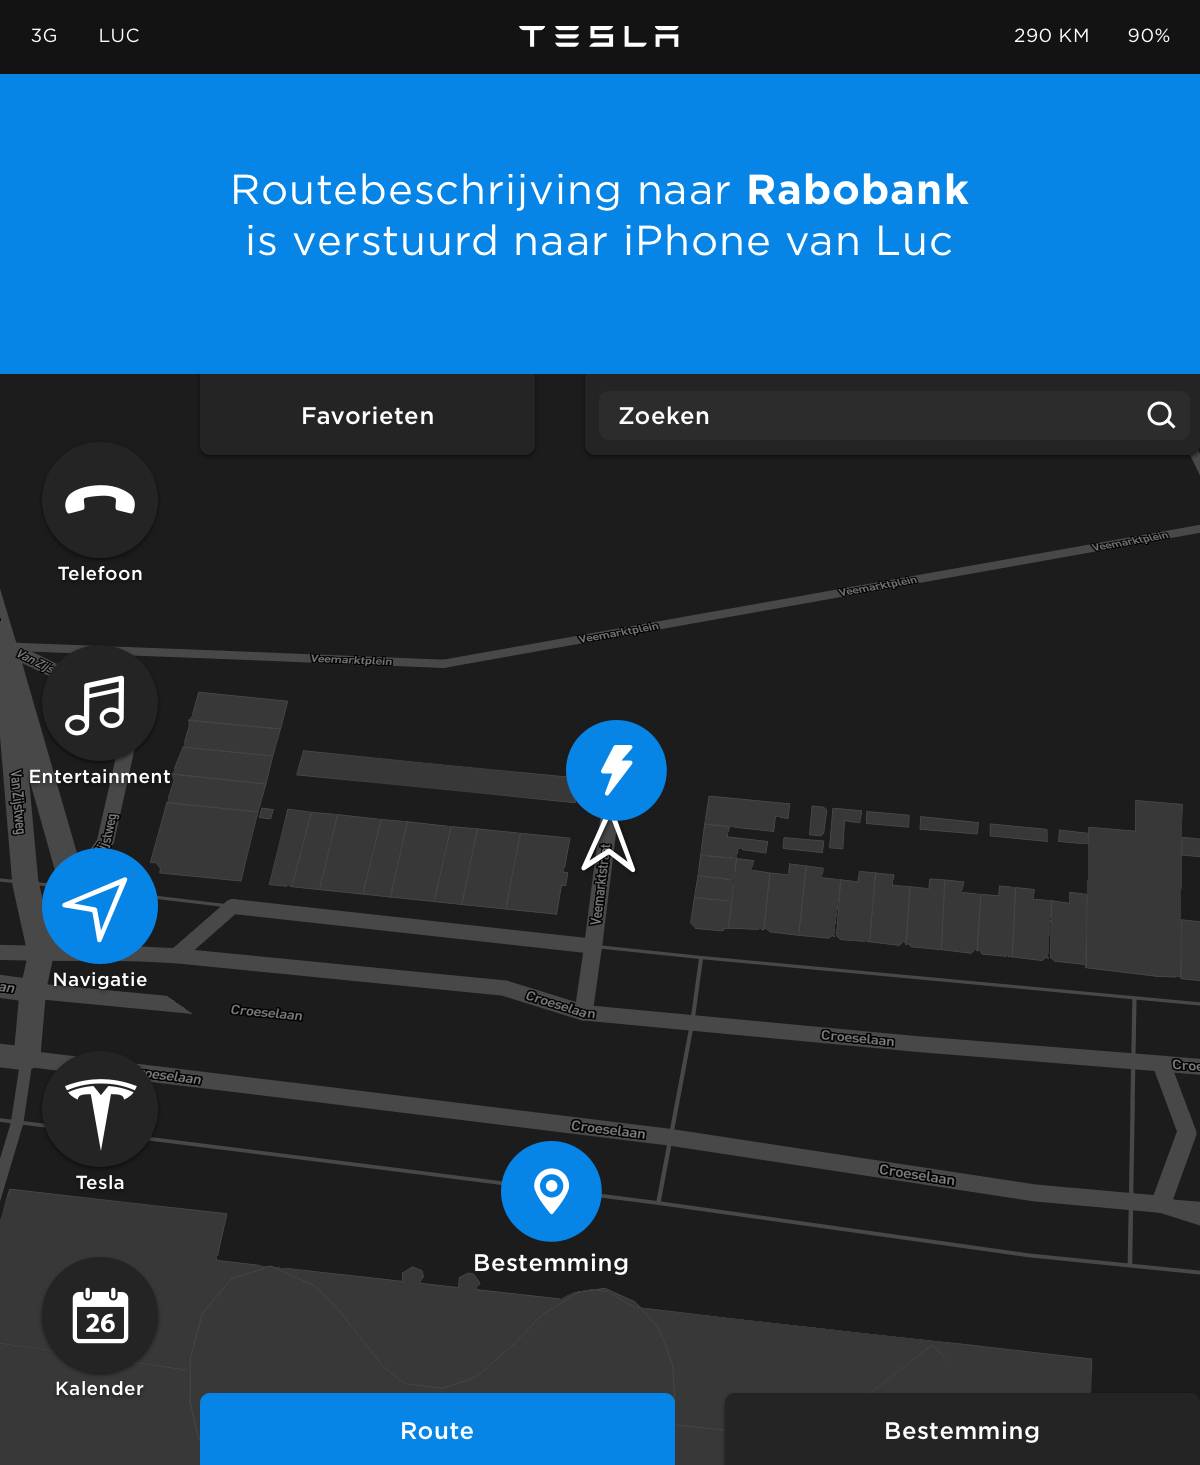 3G LUC TESLA 290 KM 90%
Routebeschrijving naar Rabobank
is verstuurd naar iPhone van Luc
Favorieten
Zoeken
Telefoon
Veemarktplein
Veemarktplein
Veemarktplein
Veemarktplein
Van Zijs
Entertainment
Van Zijstweg
ijstweg
Veemarktstraat
Navigatie
an
Croeselaan
Croeselaan
Croeselaan
Croe
oeselaan
Croeselaan
Croeselaan
Tesla
Bestemming
26
Kalender
Route
Bestemming